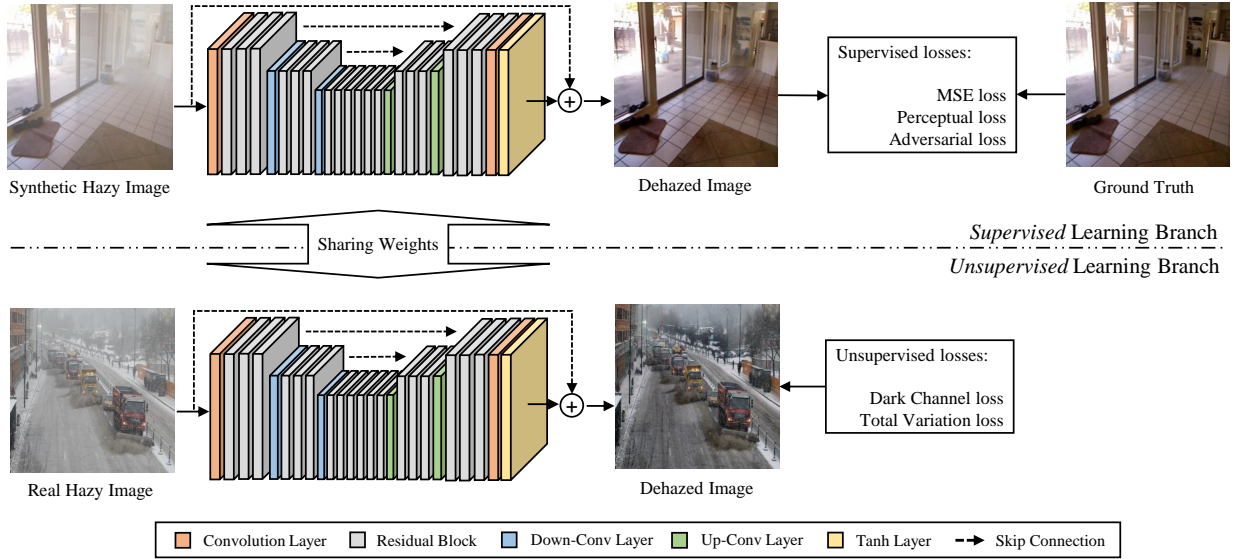 Synthetic Hazy Image
Dehazed Image
Supervised losses:
MSE loss
Perceptual loss
Adversarial loss
Ground Truth
Sharing Weights
Supervised Learning Branch
Unsupervised Learning Branch
Real Hazy Image
Dehazed Image
Unsupervised losses:
Dark Channel loss
Total Variation loss
Convolution Layer
Residual Block
Down-Conv Layer
Up-Conv Layer
Tanh Layer
Skip Connection